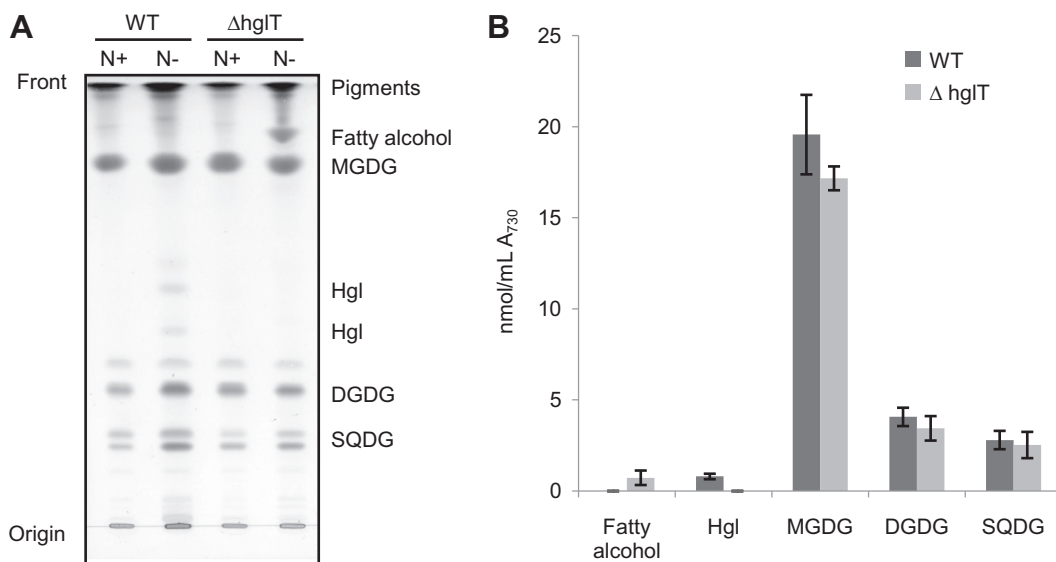 A
WT
ΔhglT
N+
N-
N+
N-
Front
Pigments
Fatty alcohol
MGDG
Hgl
Hgl
DGDG
SQDG
Origin
B
25
20
15
10
5
0
nmol/mL A730
WT
Δ hglT
Fatty alcohol
Hgl
MGDG
DGDG
SQDG